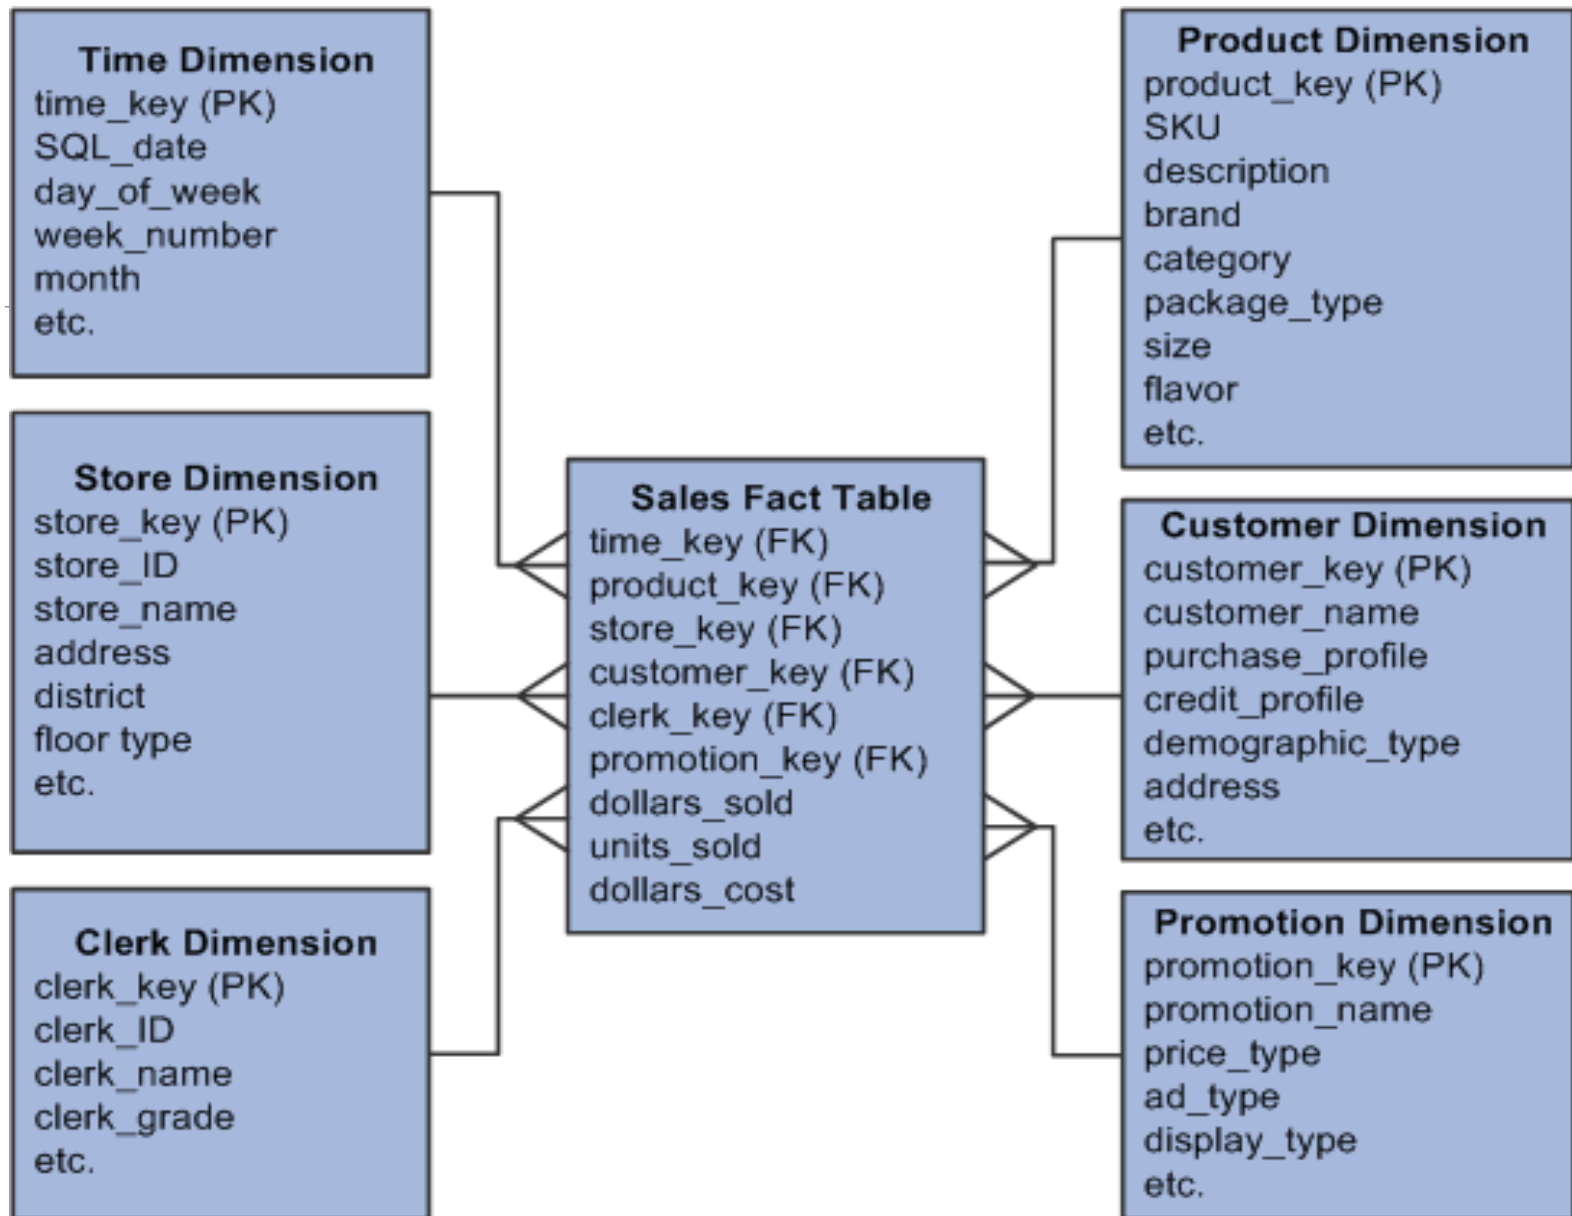 Time Dimension
time_key (PK)
SQL_date
day_of_week
week_number
month
etc.
Store Dimension
store_key (PK)
store_ID
store_name
address
district
floor type
etc.
Clerk Dimension
clerk_key (PK)
clerk_ID
clerk_name
clerk_grade
etc.
Sales Fact Table
time_key (FK)
product_key (FK)
store_key (FK)
customer_key (FK)
clerk_key (FK)
promotion_key (FK)
dollars_sold
units_sold
dollars_cost
Product Dimension
product_key (PK)
SKU
description
brand
category
package_type
size
flavor
etc.
Customer Dimension
customer_key (PK)
customer_name
purchase_profile
credit_profile
demographic_type
address
etc.
Promotion Dimension
promotion_key (PK)
promotion_name
price_type
ad_type
display_type
etc.